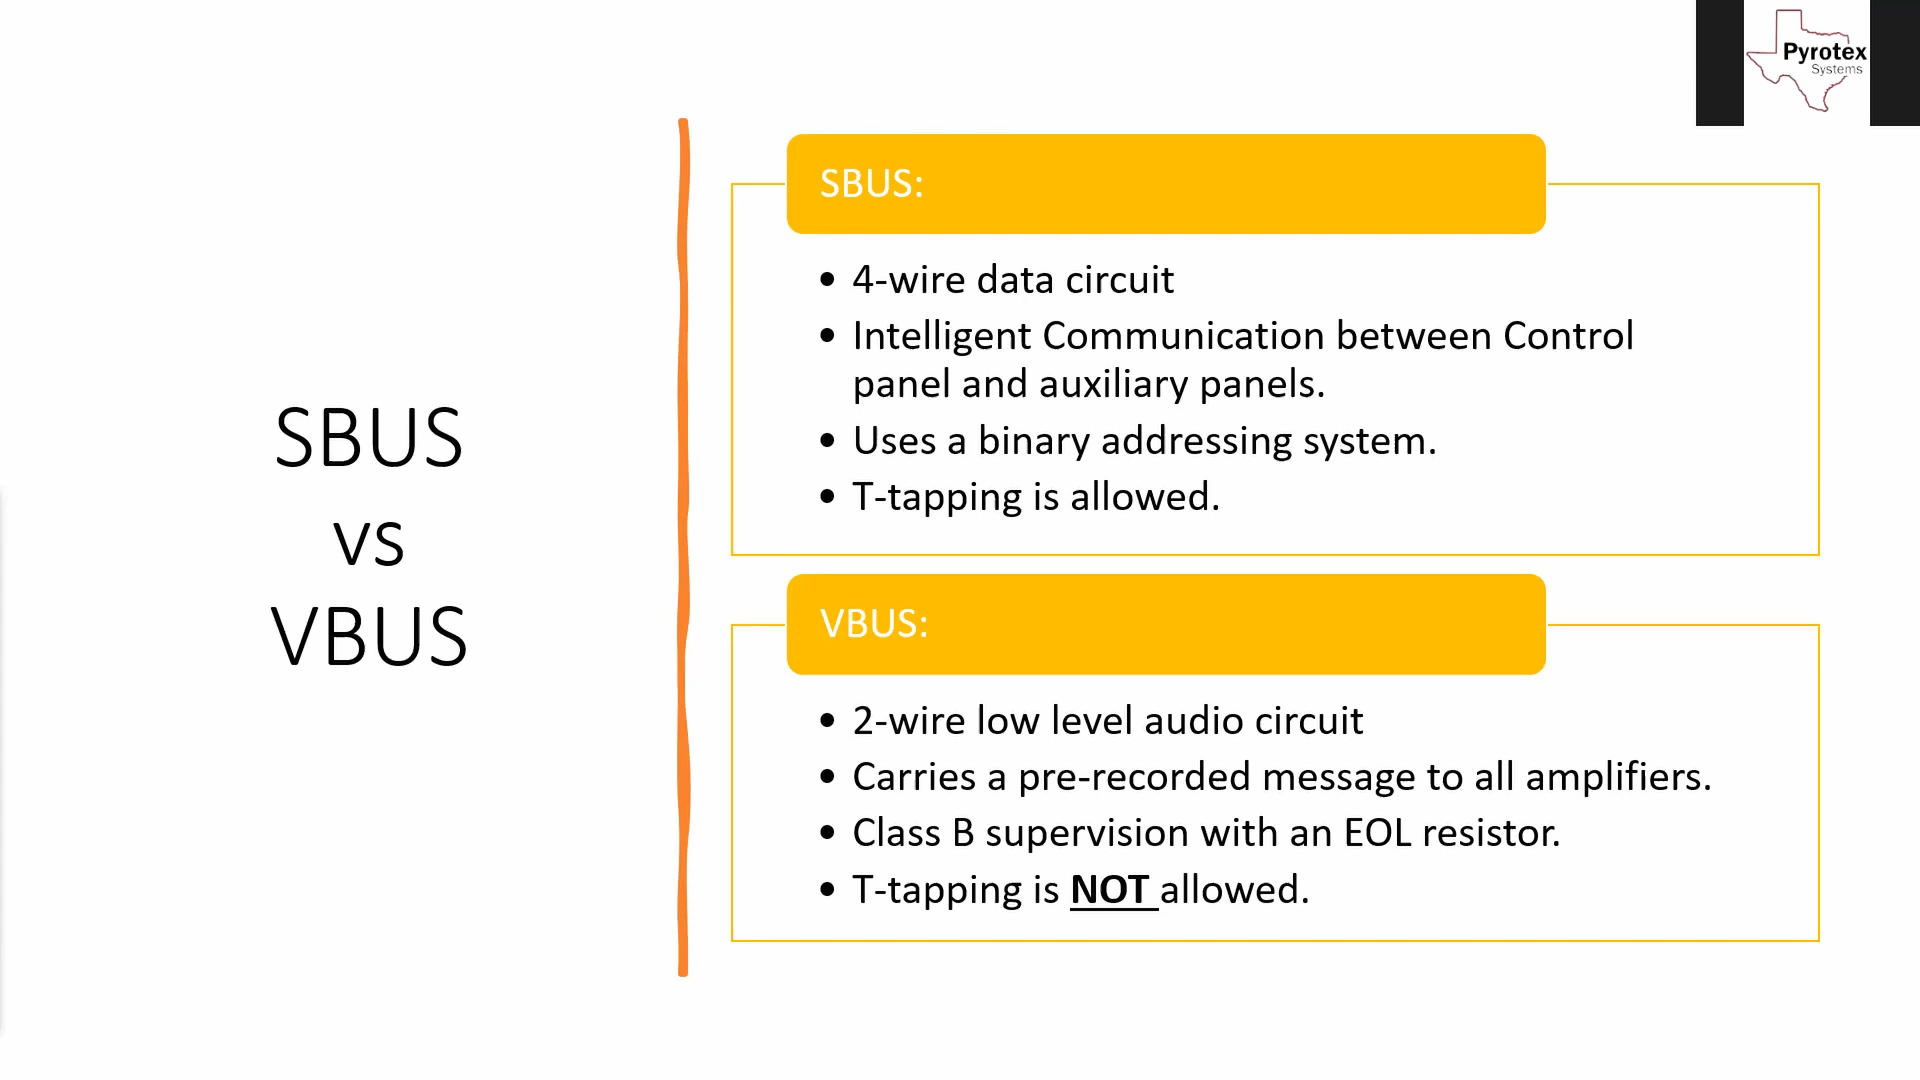 Pyrotex
Systems
SBUS
vs
VBUS
SBUS:
• 4-wire data circuit
• Intelligent Communication between Control
panel and auxiliary panels.
• Uses a binary addressing system.
• T-tapping is allowed.
VBUS:
• 2-wire low level audio circuit
• Carries a pre-recorded message to all amplifiers.
• Class B supervision with an EOL resistor.
• T-tapping is NOT allowed.